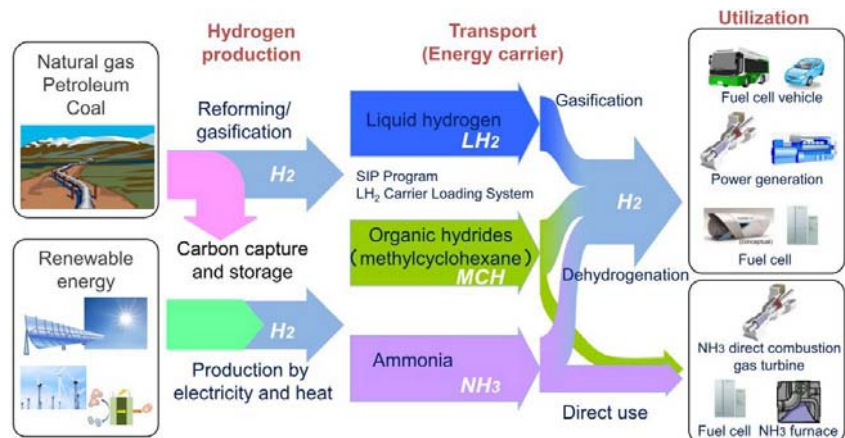 Natural gas
Petroleum
Coal
Renewable
energy
Hydrogen
production
Reforming/
gasification
H2
Carbon capture
and storage
H2
Production by
electricity and heat
Transport
(Energy carrier)
Liquid hydrogen
LH2
SIP Program
LH2 Carrier Loading System
Organic hydrides
(methylcyclohexane)
MCH
Ammonia
NH3
Gasification
H2
Dehydrogenation
Direct use
Utilization
Fuel cell vehicle
Power generation
(conceptual)
Fuel cell
NH3 direct combustion
gas turbine
Fuel cell
NH3 furnace